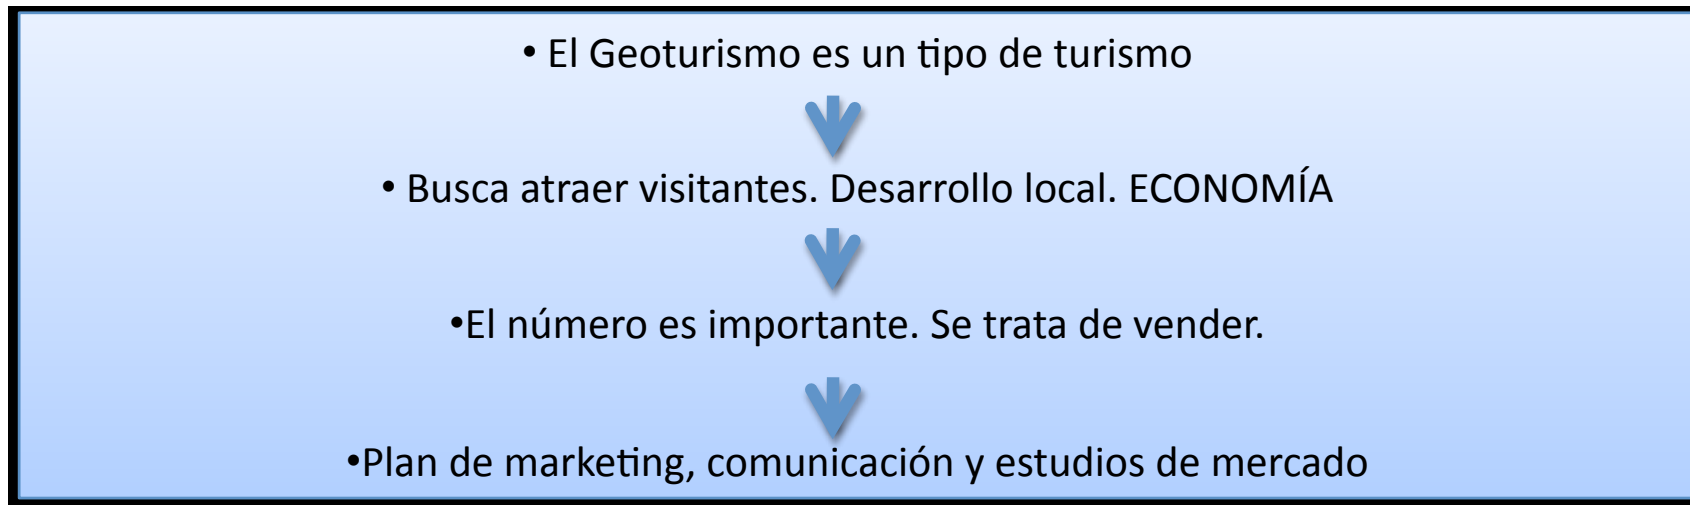 • El Geoturismo es un tipo de turismo
• Busca atraer visitantes. Desarrollo local. ECONOMÍA
•El número es importante. Se trata de vender.
•Plan de marketing, comunicación y estudios de mercado